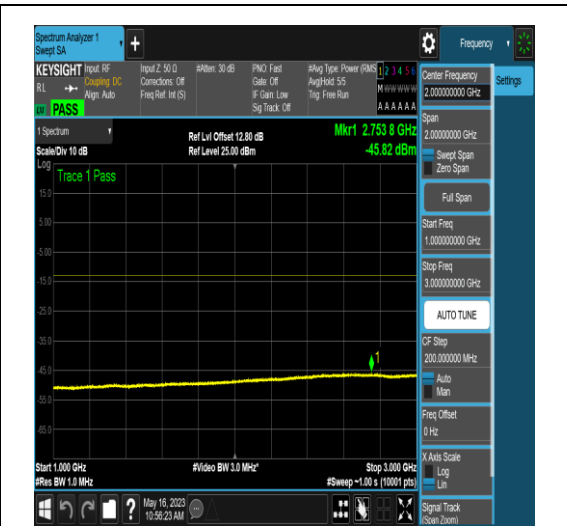 Spectrum Analyzer 1
Swept SA
+
Frequency
KEYSIGHT
RL
PASS
Input: RF
Coupling: DC
Align: Auto
Input Z: 50 Ω
Corrections: Off
Freq Ref: Int (S)
#Atten: 30 dB
PNO: Fast
Gate: Off
IF Gain: Low
Sig Track: Off
#Avg Type: Power (RMS
Avg|Hold: 5/5
Trig: Free Run
1 2 3 4 5 6
M W W W W W
A A A A A A
1 Spectrum
Scale/Div 10 dB
Ref Lvl Offset 12.80 dB
Ref Level 25.00 dBm
Mkr1 2.753 8 GHz
-45.82 dBm
Log
Trace 1 Pass
15.0
5.00
-5.00
-15.0
-25.0
-35.0
-45.0
-55.0
-65.0
1
Start 1.000 GHz
#Res BW 1.0 MHz
#Video BW 3.0 MHz*
Stop 3.000 GHz
#Sweep ~1.00 s (10001 pts)
Center Frequency
2.000000000 GHz
Settings
Span
2.00000000 GHz
Swept Span
Zero Span
Full Span
Start Freq
1.000000000 GHz
Stop Freq
3.000000000 GHz
AUTO TUNE
CF Step
200.000000 MHz
Auto
Man
Freq Offset
0 Hz
X Axis Scale
Log
Lin
Signal Track
(Span Zoom)
?
May 16, 2023
10:56:23 AM